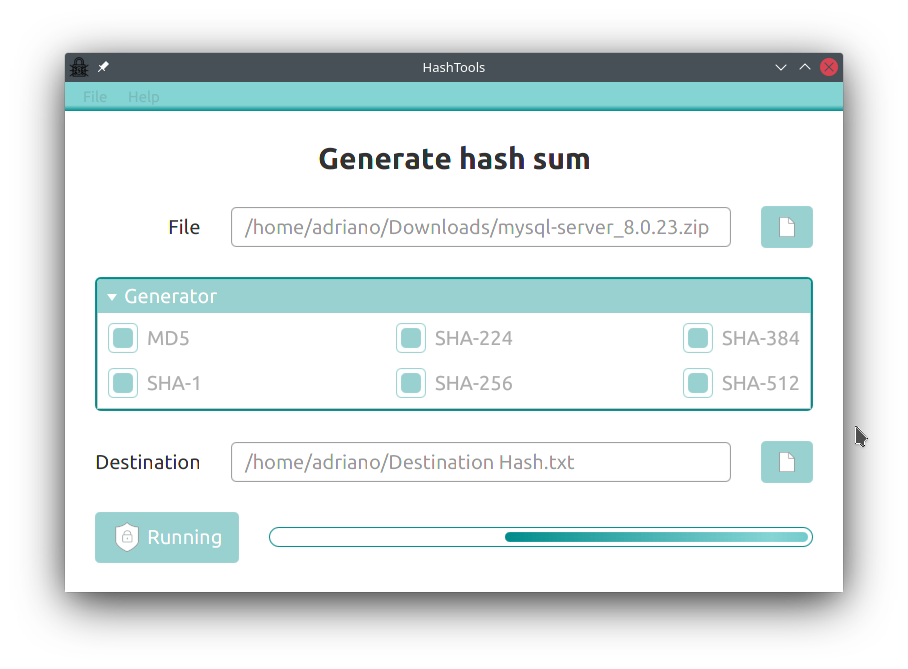 HashTools
File Help
Generate hash sum
File /home/adriano/Downloads/mysql-server_8.0.23.zip
Generator
MD5 SHA-224 SHA-384
SHA-1 SHA-256 SHA-512
Destination /home/adriano/Destination Hash.txt
Running